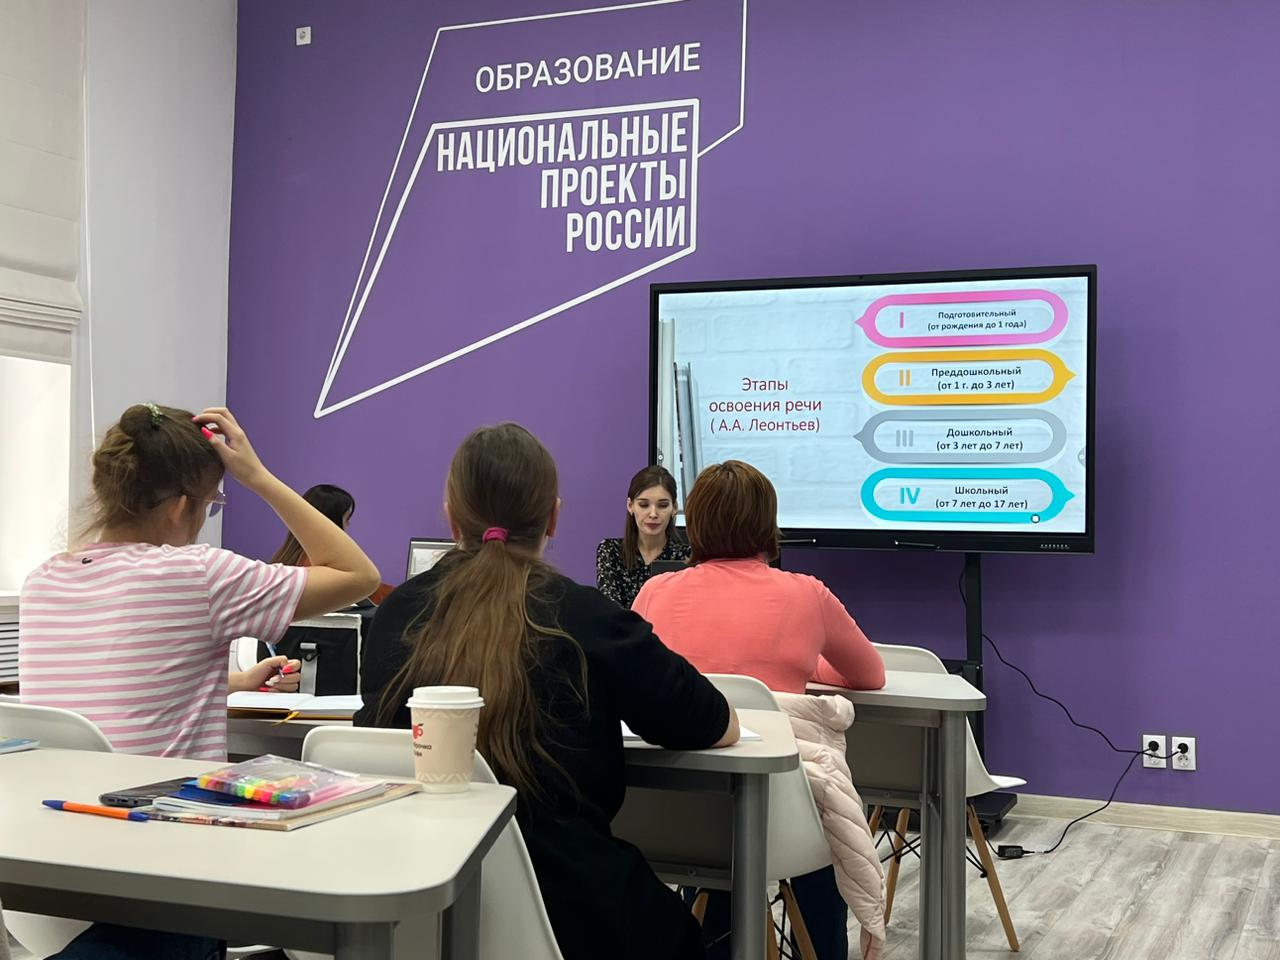 ОБРАЗОВАНИЕ
НАЦИОНАЛЬНЫЕ
ПРОЕКТЫ
РОССИИ
Этапы
освоения речи
( А.А. Леонтьев)
I
Подготовительный
(от рождения до 1 года)
II
Преддошкольный
(от 1 г. до 3 лет)
III
Дошкольный
(от 3 лет до 7 лет)
IV
Школьный
(от 7 лет до 17 лет)